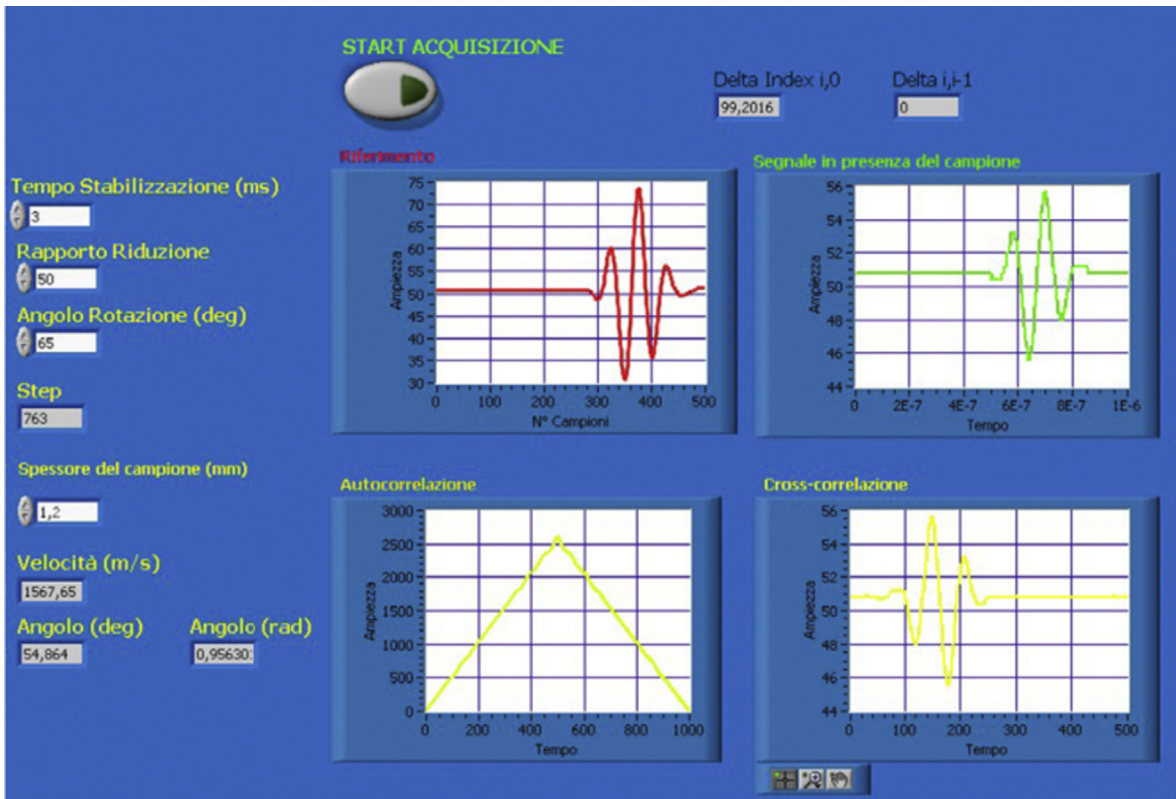 START ACQUISIZIONE
Delta Index i,0
Delta i,i-1
99,2016
0
Tempo Stabilizzazione (ms)
3
Rapporto Riduzione
50
Angolo Rotazione (deg)
65
Step
763
Spessore del campione (mm)
1,2
Velocità (m/s)
1567,65
Angolo (deg)
Angolo (rad)
54,864
0,95630
Riferimento
75
70
65
60
55
50
45
40
35
30
Ampiezza
0 100 200 300 400 500
N° Campioni
Segnale in presenza del campione
56
54
52
50
48
46
44
Ampiezza
0 2E-7 4E-7 6E-7 8E-7 1E-6
Tempo
Autocorrelazione
3000
2500
2000
1500
1000
500
0
Ampiezza
0 200 400 600 800 1000
Tempo
Cross-correlazione
56
54
52
50
48
46
44
Ampiezza
0 100 200 300 400 500
Tempo